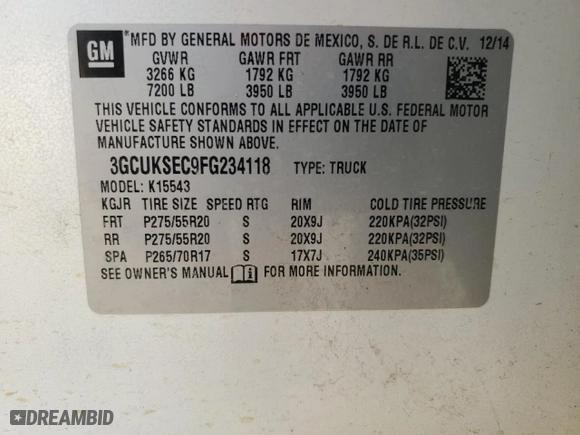 GM MFD BY GENERAL MOTORS DE MEXICO, S. DE R.L. DE C.V. 12/14
GVWR GAWR FRT GAWR RR
3266 KG 1792 KG 1792 KG
7200 LB 3950 LB 3950 LB
THIS VEHICLE CONFORMS TO ALL APPLICABLE U.S. FEDERAL MOTOR
VEHICLE SAFETY STANDARDS IN EFFECT ON THE DATE OF
MANUFACTURE SHOWN ABOVE.
3GCUKSEC9FG234118 TYPE: TRUCK
MODEL: K15543
KGJR TIRE SIZE SPEED RTG RIM COLD TIRE PRESSURE
FRT P275/55R20 S 20X9J 220KPA(32PSI)
RR P275/55R20 S 20X9J 220KPA(32PSI)
SPA P265/70R17 S 17X7J 240KPA(35PSI)
SEE OWNER'S MANUAL FOR MORE INFORMATION.
DREAMBID